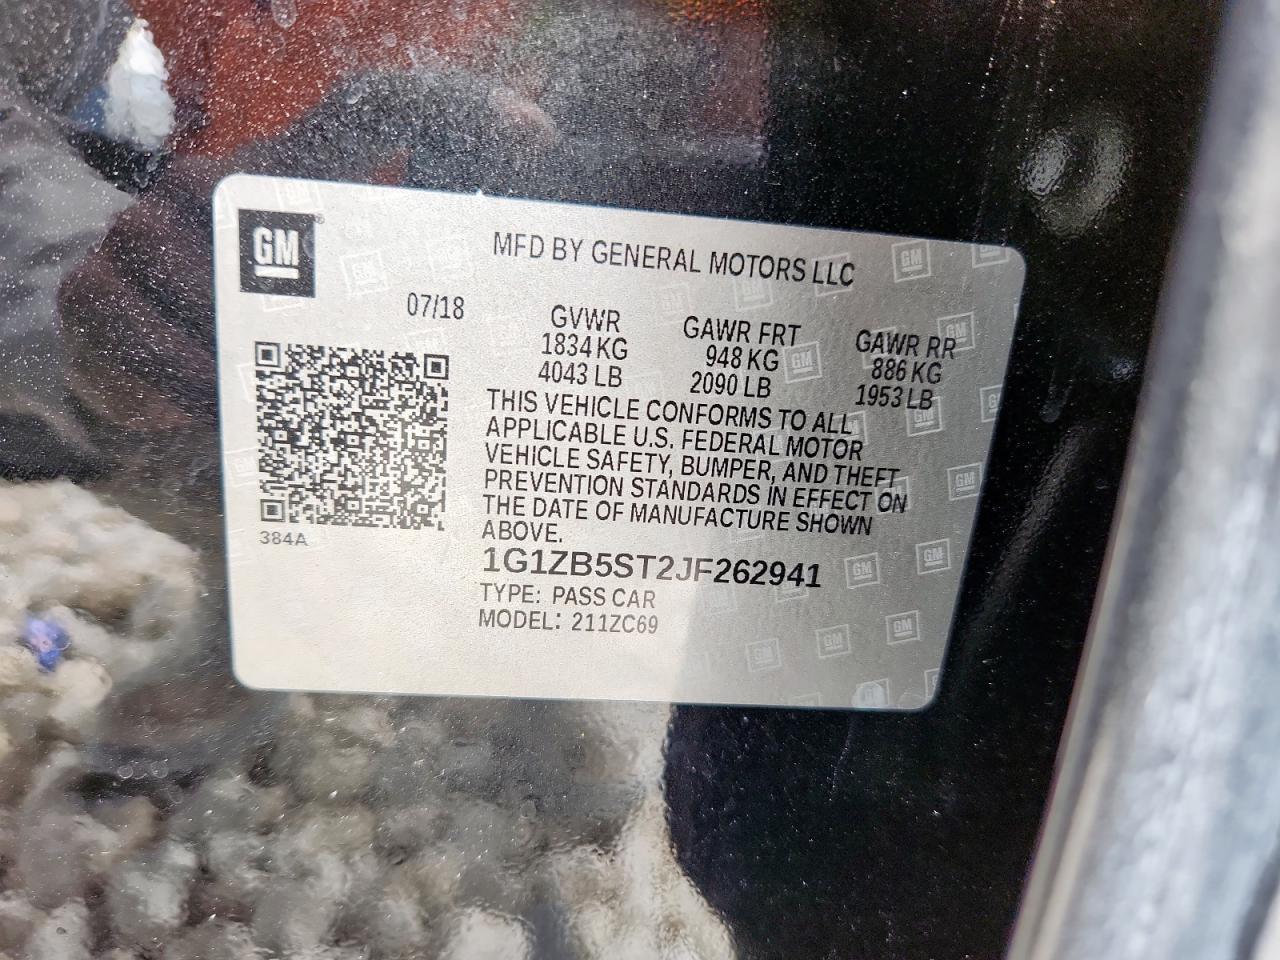 GM
MFD BY GENERAL MOTORS LLC
07/18
GVWR GAWR FRT GAWR RR
1834 KG 948 KG 886 KG
4043 LB 2090 LB 1953 LB
THIS VEHICLE CONFORMS TO ALL
APPLICABLE U.S. FEDERAL MOTOR
VEHICLE SAFETY, BUMPER, AND THEFT
PREVENTION STANDARDS IN EFFECT ON
THE DATE OF MANUFACTURE SHOWN
ABOVE.
384A
1G1ZB5ST2JF262941
TYPE: PASS CAR
MODEL: 211ZC69